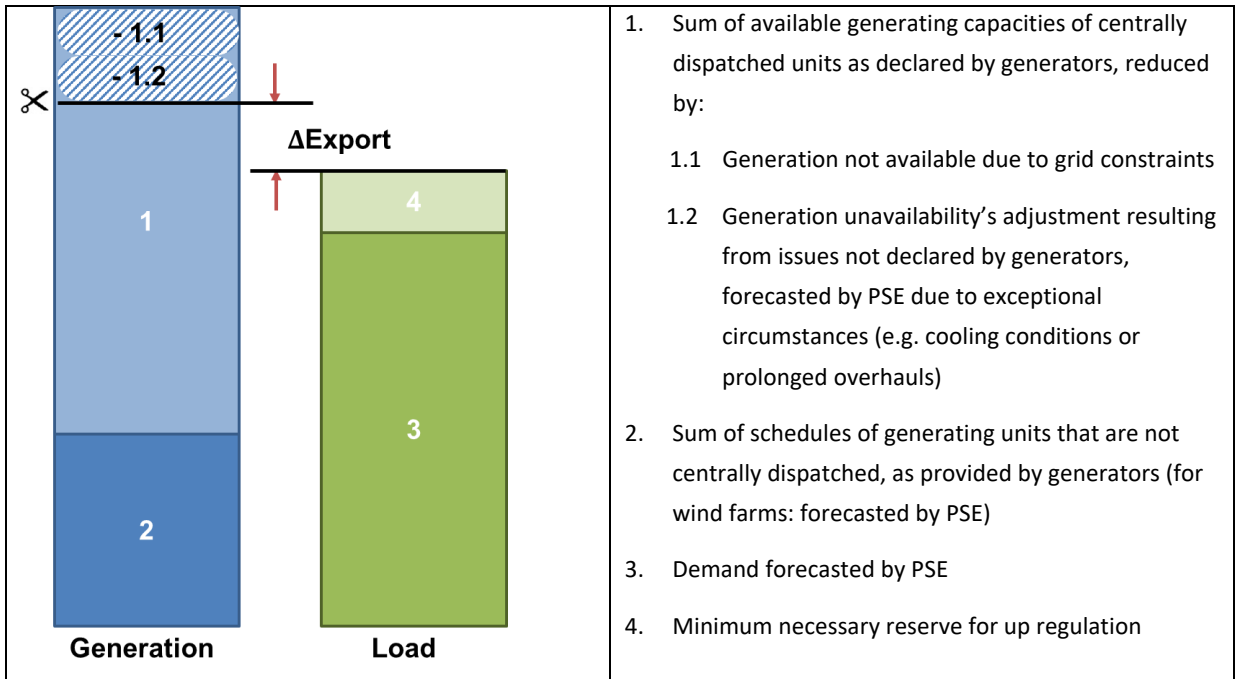 - 1.1
- 1.2
ΔExport
1
4
3
2
Generation
Load
1. Sum of available generating capacities of centrally
dispatched units as declared by generators, reduced
by:
1.1 Generation not available due to grid constraints
1.2 Generation unavailability’s adjustment resulting
from issues not declared by generators,
forecasted by PSE due to exceptional
circumstances (e.g. cooling conditions or
prolonged overhauls)
2. Sum of schedules of generating units that are not
centrally dispatched, as provided by generators (for
wind farms: forecasted by PSE)
3. Demand forecasted by PSE
4. Minimum necessary reserve for up regulation